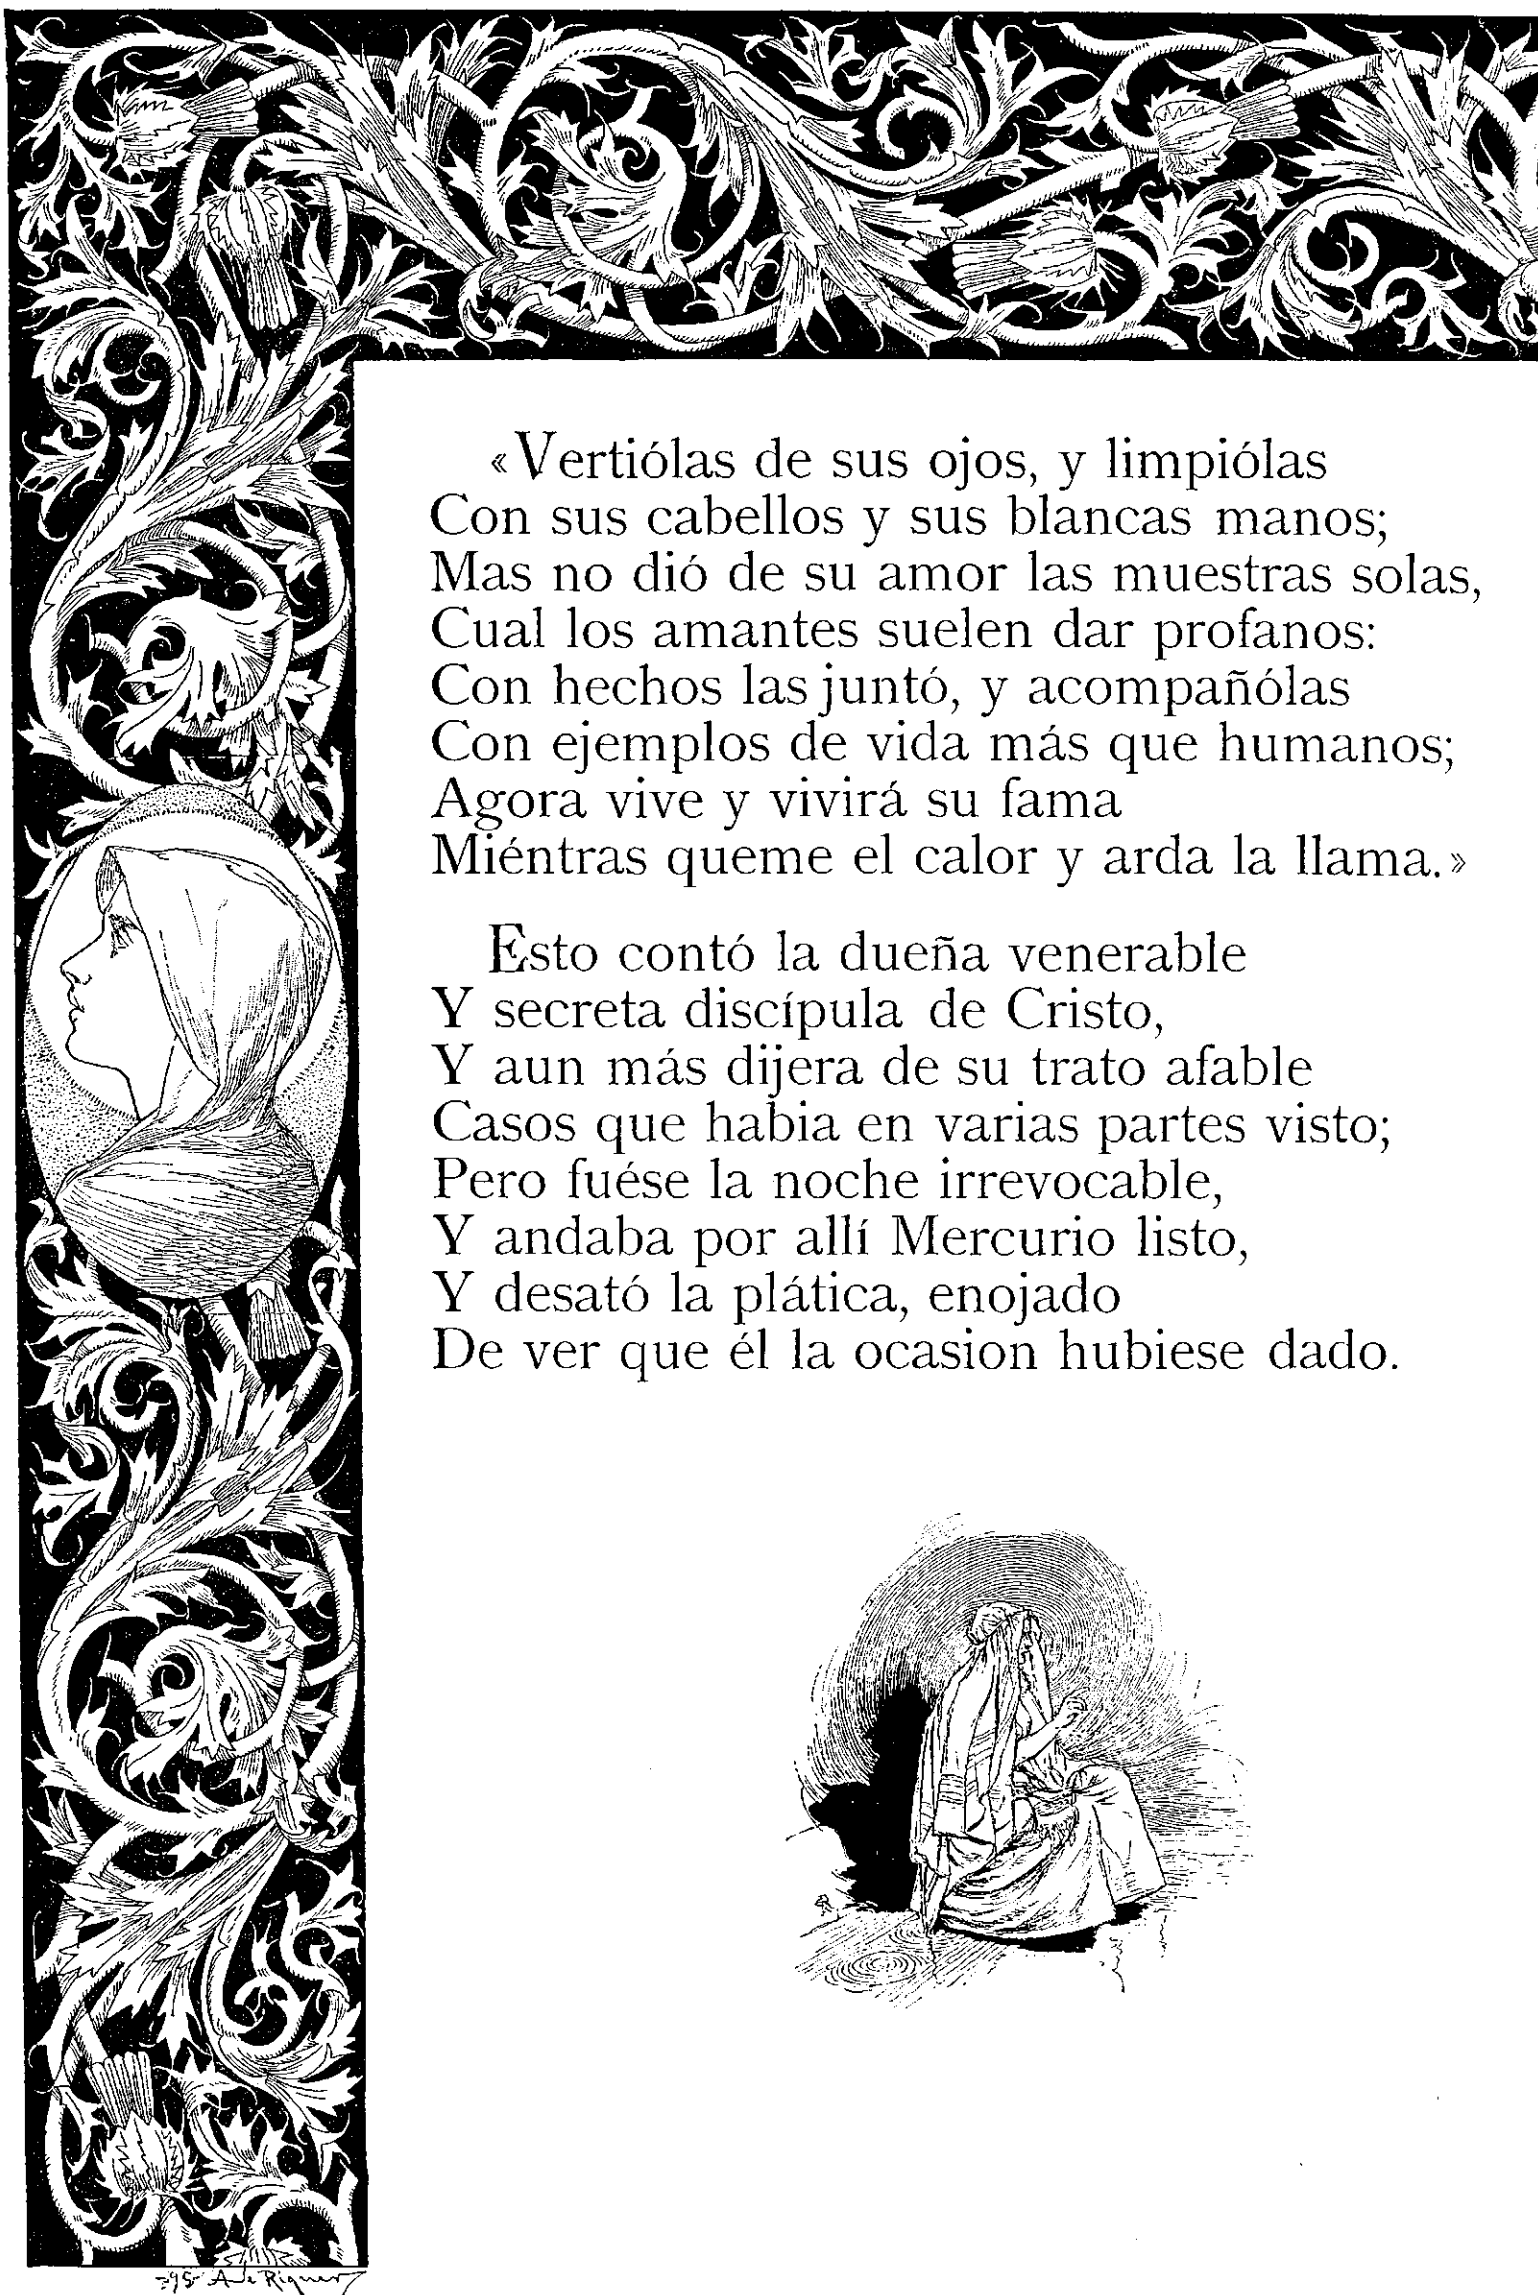 «Vertiólas de sus ojos, y limpiólas
Con sus cabellos y sus blancas manos;
Mas no dió de su amor las muestras solas,
Cual los amantes suelen dar profanos:
Con hechos las juntó, y acompañólas
Con ejemplos de vida más que humanos;
Agora vive y vivirá su fama
Miéntras queme el calor y arda la llama.»
Esto contó la dueña venerable
Y secreta discípula de Cristo,
Y aun más dijera de su trato afable
Casos que habia en varias partes visto;
Pero fuése la noche irrevocable,
Y andaba por allí Mercurio listo,
Y desató la plática, enojado
De ver que él la ocasion hubiese dado.
A de Riquer